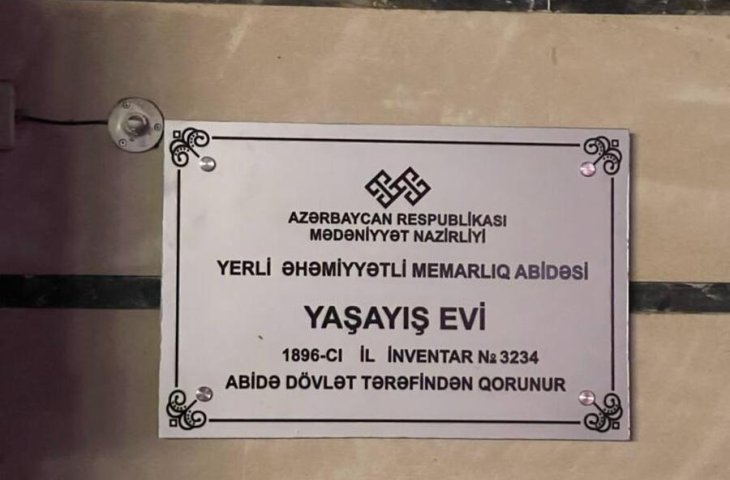 AZƏRBAYCAN RESPUBLİKASI
MƏDƏNİYYƏT NAZİRLİYİ
YERLİ ƏHƏMİYYƏTLİ MEMARLIQ ABİDƏSİ
YAŞAYIŞ EVİ
1896-CI İL İNVENTAR № 3234
ABİDƏ DÖVLƏT TƏRƏFİNDƏN QORUNUR